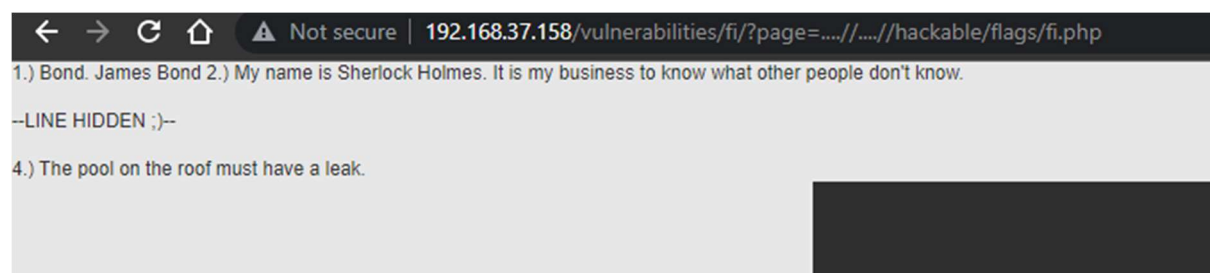 Not secure | 192.168.37.158/vulnerabilities/fi/?page=....//....//hackable/flags/fi.php
1.) Bond. James Bond 2.) My name is Sherlock Holmes. It is my business to know what other people don't know.
--LINE HIDDEN ;)--
4.) The pool on the roof must have a leak.